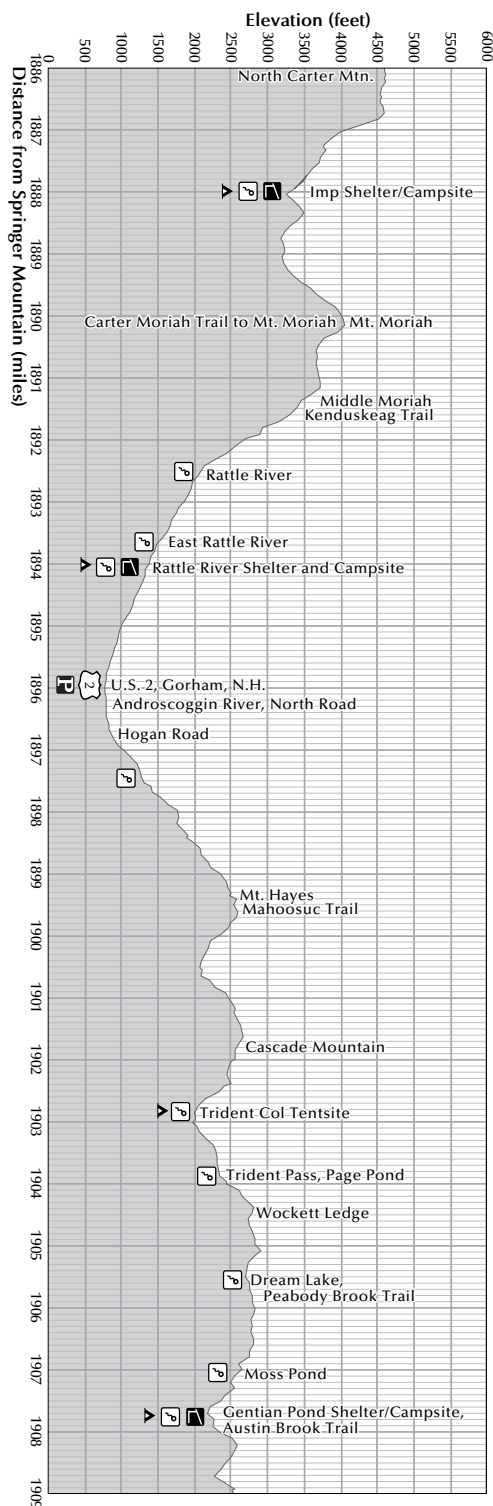 Elevation (feet)
0
500
1000
1500
2000
2500
3000
3500
4000
4500
5000
5500
6000
Distance from Springer Mountain (miles)
1886
North Carter Mtn.
1887
1888
Imp Shelter/Campsite
1889
1890
Carter Moriah Trail to Mt. Moriah
Mt. Moriah
1891
Middle Moriah
Kenduskeag Trail
1892
Rattle River
1893
East Rattle River
1894
Rattle River Shelter and Campsite
1895
1896
P
2
U.S. 2, Gorham, N.H.
Androscoggin River, North Road
Hogan Road
1897
1898
1899
Mt. Hayes
Mahoosuc Trail
1900
1901
Cascade Mountain
1902
Trident Col Tentsite
1903
Trident Pass, Page Pond
1904
Wockett Ledge
1905
Dream Lake,
Peabody Brook Trail
1906
1907
Moss Pond
Gentian Pond Shelter/Campsite,
Austin Brook Trail
1908
1909